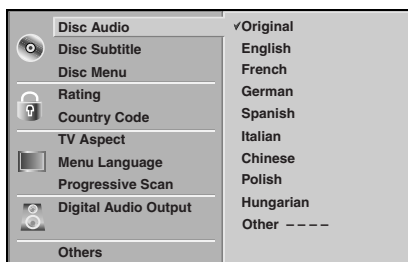 Disc Audio
Disc Subtitle
Disc Menu
Rating
Country Code
TV Aspect
Menu Language
Progressive Scan
Digital Audio Output
Others
✓Original
English
French
German
Spanish
Italian
Chinese
Polish
Hungarian
Other – – – –